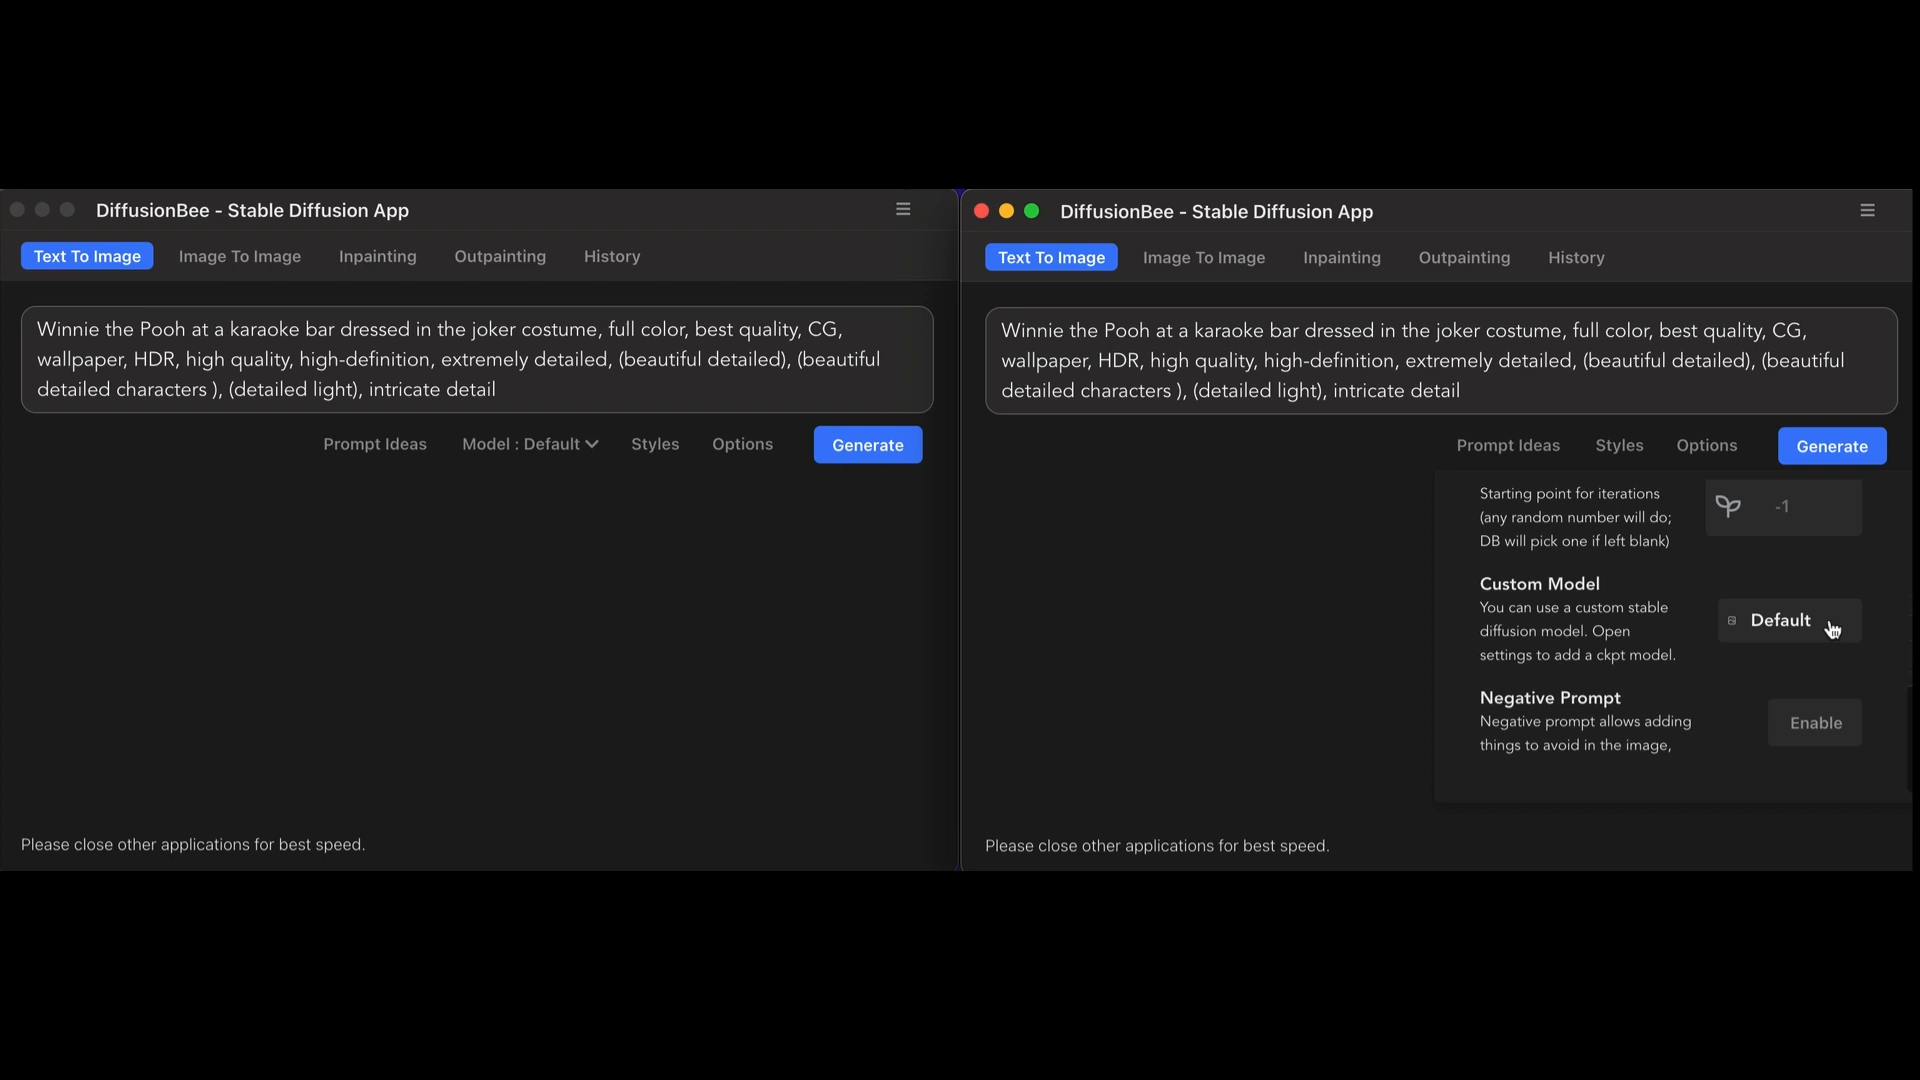 DiffusionBee - Stable Diffusion App
Text To Image Image To Image Inpainting Outpainting History
Winnie the Pooh at a karaoke bar dressed in the joker costume, full color, best quality, CG,
wallpaper, HDR, high quality, high-definition, extremely detailed, (beautiful detailed), (beautiful
detailed characters ), (detailed light), intricate detail
Prompt Ideas Model : Default Styles Options Generate
Please close other applications for best speed.
DiffusionBee - Stable Diffusion App
Text To Image Image To Image Inpainting Outpainting History
Winnie the Pooh at a karaoke bar dressed in the joker costume, full color, best quality, CG,
wallpaper, HDR, high quality, high-definition, extremely detailed, (beautiful detailed), (beautiful
detailed characters ), (detailed light), intricate detail
Prompt Ideas Styles Options Generate
Starting point for iterations
(any random number will do;
DB will pick one if left blank)
-1
Custom Model
You can use a custom stable
diffusion model. Open
settings to add a ckpt model.
Default
Negative Prompt
Negative prompt allows adding
things to avoid in the image,
Enable
Please close other applications for best speed.